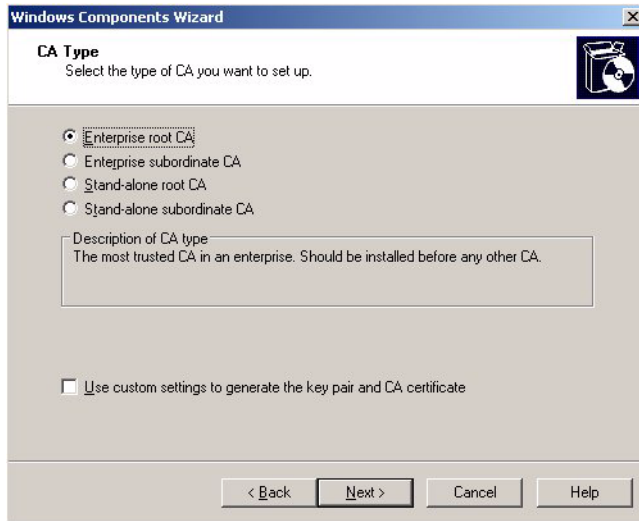 Windows Components Wizard
CA Type
Select the type of CA you want to set up.
Enterprise root CA
Enterprise subordinate CA
Stand-alone root CA
Stand-alone subordinate CA
Description of CA type
The most trusted CA in an enterprise. Should be installed before any other CA.
Use custom settings to generate the key pair and CA certificate
< Back Next > Cancel Help